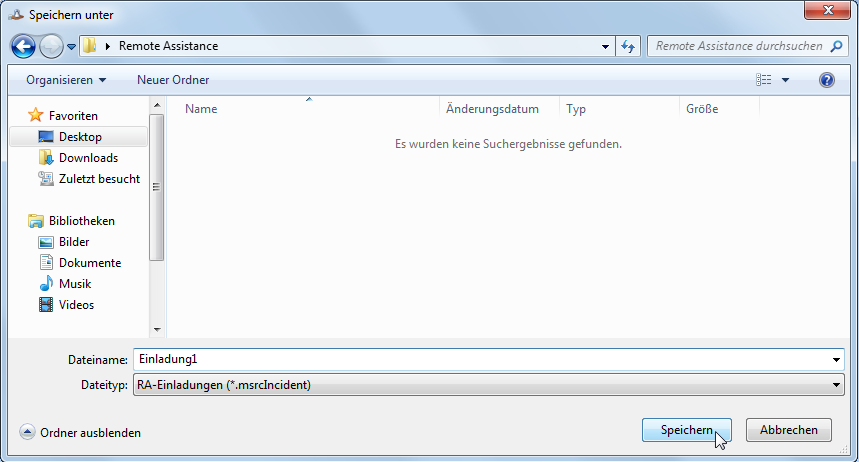 Speichern unter
Remote Assistance
Remote Assistance durchsuchen
Organisieren Neuer Ordner
Name Änderungsdatum Typ Größe
Es wurden keine Suchergebnisse gefunden.
Favoriten
Desktop
Downloads
Zuletzt besucht
Bibliotheken
Bilder
Dokumente
Musik
Videos
Dateiname: Einladung1
Dateityp: RA-Einladungen (*.msrcIncident)
Ordner ausblenden
Speichern Abbrechen